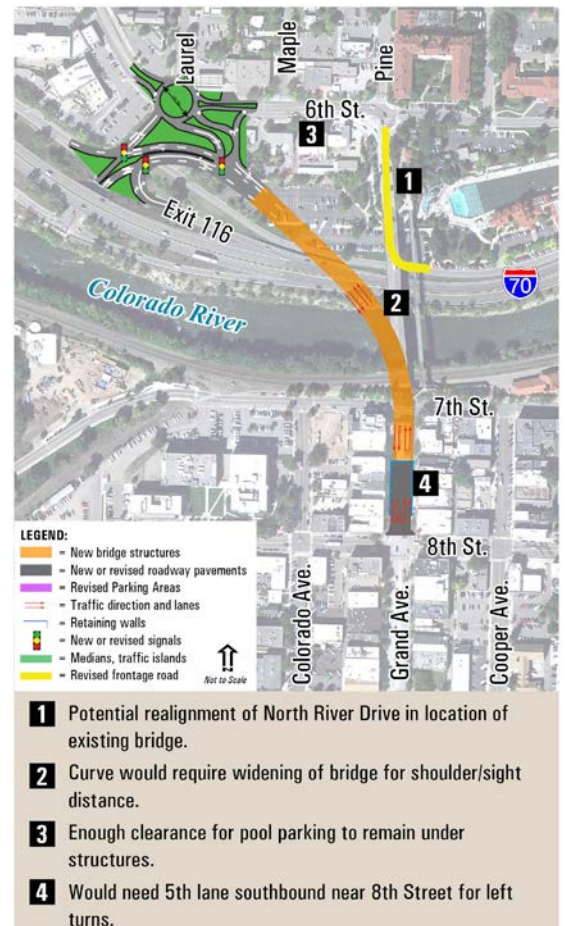 Laurel
Maple
Pine
6th St.
3
1
Exit 116
70
2
Colorado River
7th St.
4
8th St.
Colorado Ave.
Grand Ave.
Cooper Ave.
LEGEND:
= New bridge structures
= New or revised roadway pavements
= Revised Parking Areas
= Traffic direction and lanes
= Retaining walls
= New or revised signals
= Medians, traffic islands
= Revised frontage road
Not to Scale
1 Potential realignment of North River Drive in location of
existing bridge.
2 Curve would require widening of bridge for shoulder/sight
distance.
3 Enough clearance for pool parking to remain under
structures.
4 Would need 5th lane southbound near 8th Street for left
turns.